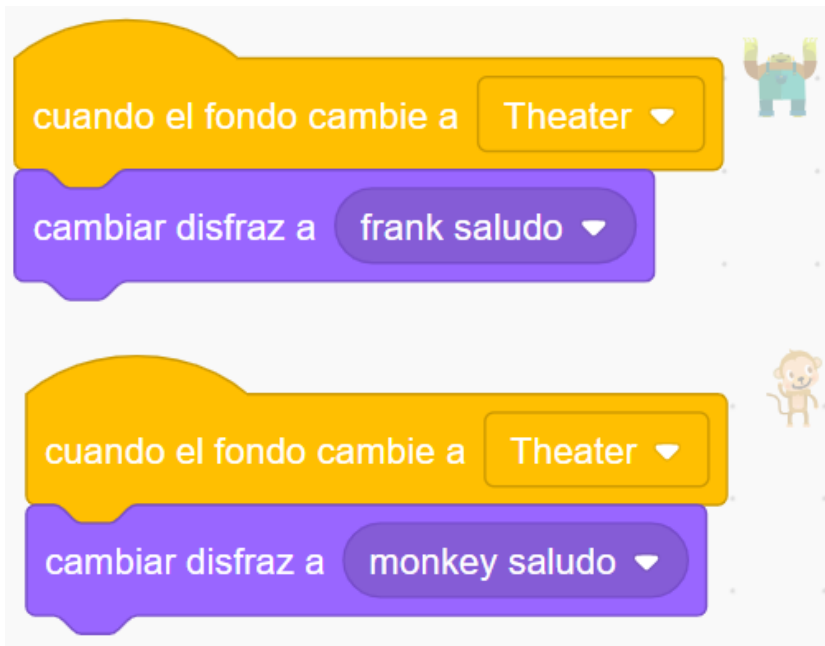 cuando el fondo cambie a Theater
cambiar disfraz a frank saludo
cuando el fondo cambie a Theater
cambiar disfraz a monkey saludo